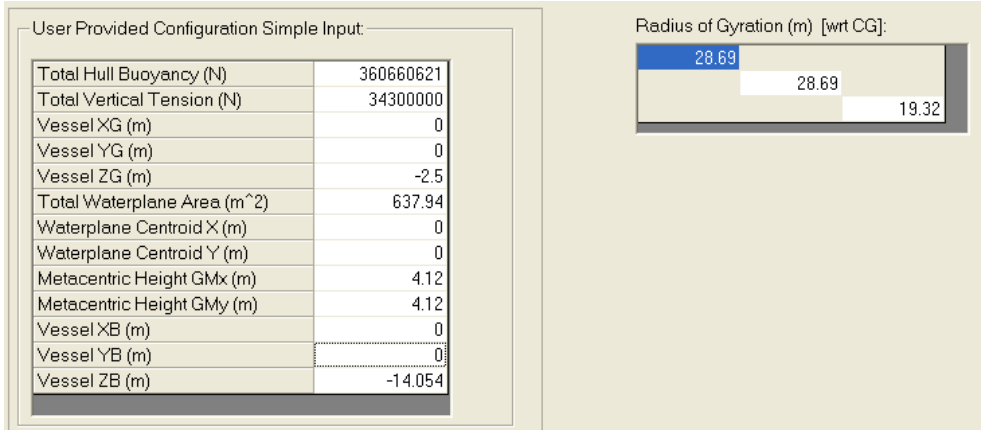 User Provided Configuration Simple Input:
Total Hull Buoyancy (N) 360660621
Total Vertical Tension (N) 34300000
Vessel XG (m) 0
Vessel YG (m) 0
Vessel ZG (m) -2.5
Total Waterplane Area (m^2) 637.94
Waterplane Centroid X (m) 0
Waterplane Centroid Y (m) 0
Metacentric Height GMx (m) 4.12
Metacentric Height GMy (m) 4.12
Vessel XB (m) 0
Vessel YB (m) 0
Vessel ZB (m) -14.054
Radius of Gyration (m) [wrt CG]:
28.69
28.69
19.32